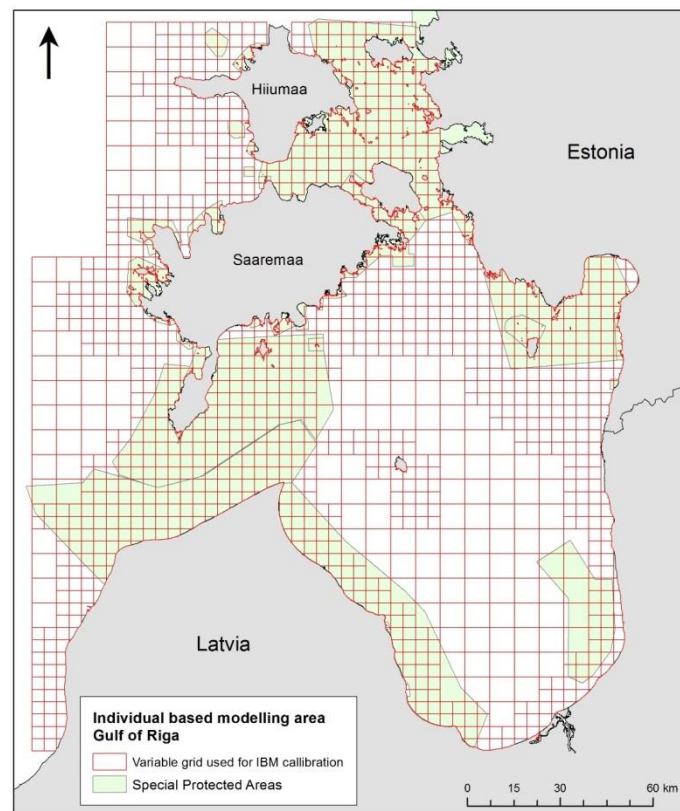 Hiiumaa
Estonia
Saaremaa
Latvia
Individual based modelling area
Gulf of Riga
Variable grid used for IBM callibration
Special Protected Areas
0 15 30 60 km